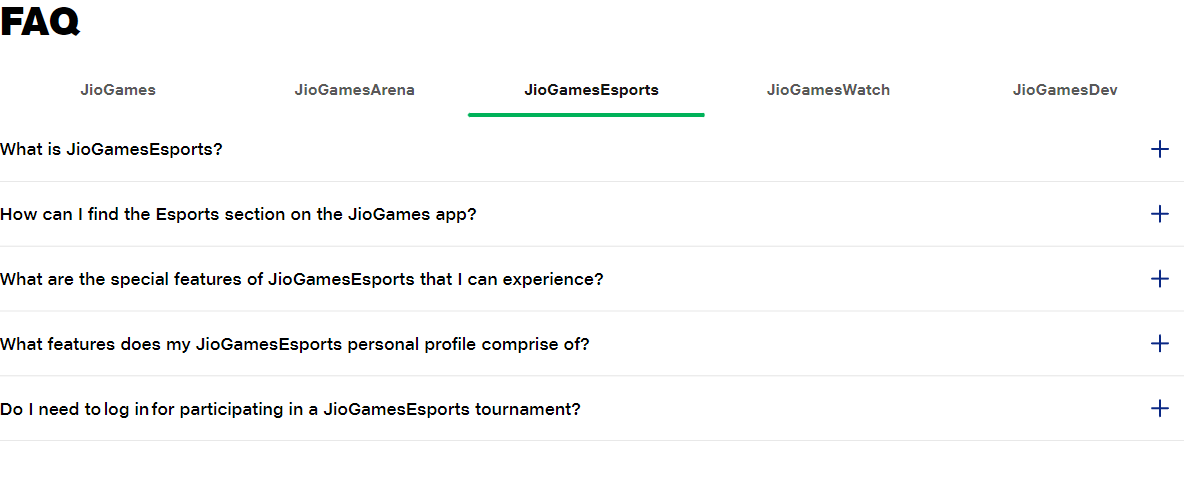 FAQ
JioGames JioGamesArena JioGamesEsports JioGamesWatch JioGamesDev
What is JioGamesEsports?
How can I find the Esports section on the JioGames app?
What are the special features of JioGamesEsports that I can experience?
What features does my JioGamesEsports personal profile comprise of?
Do I need to log in for participating in a JioGamesEsports tournament?